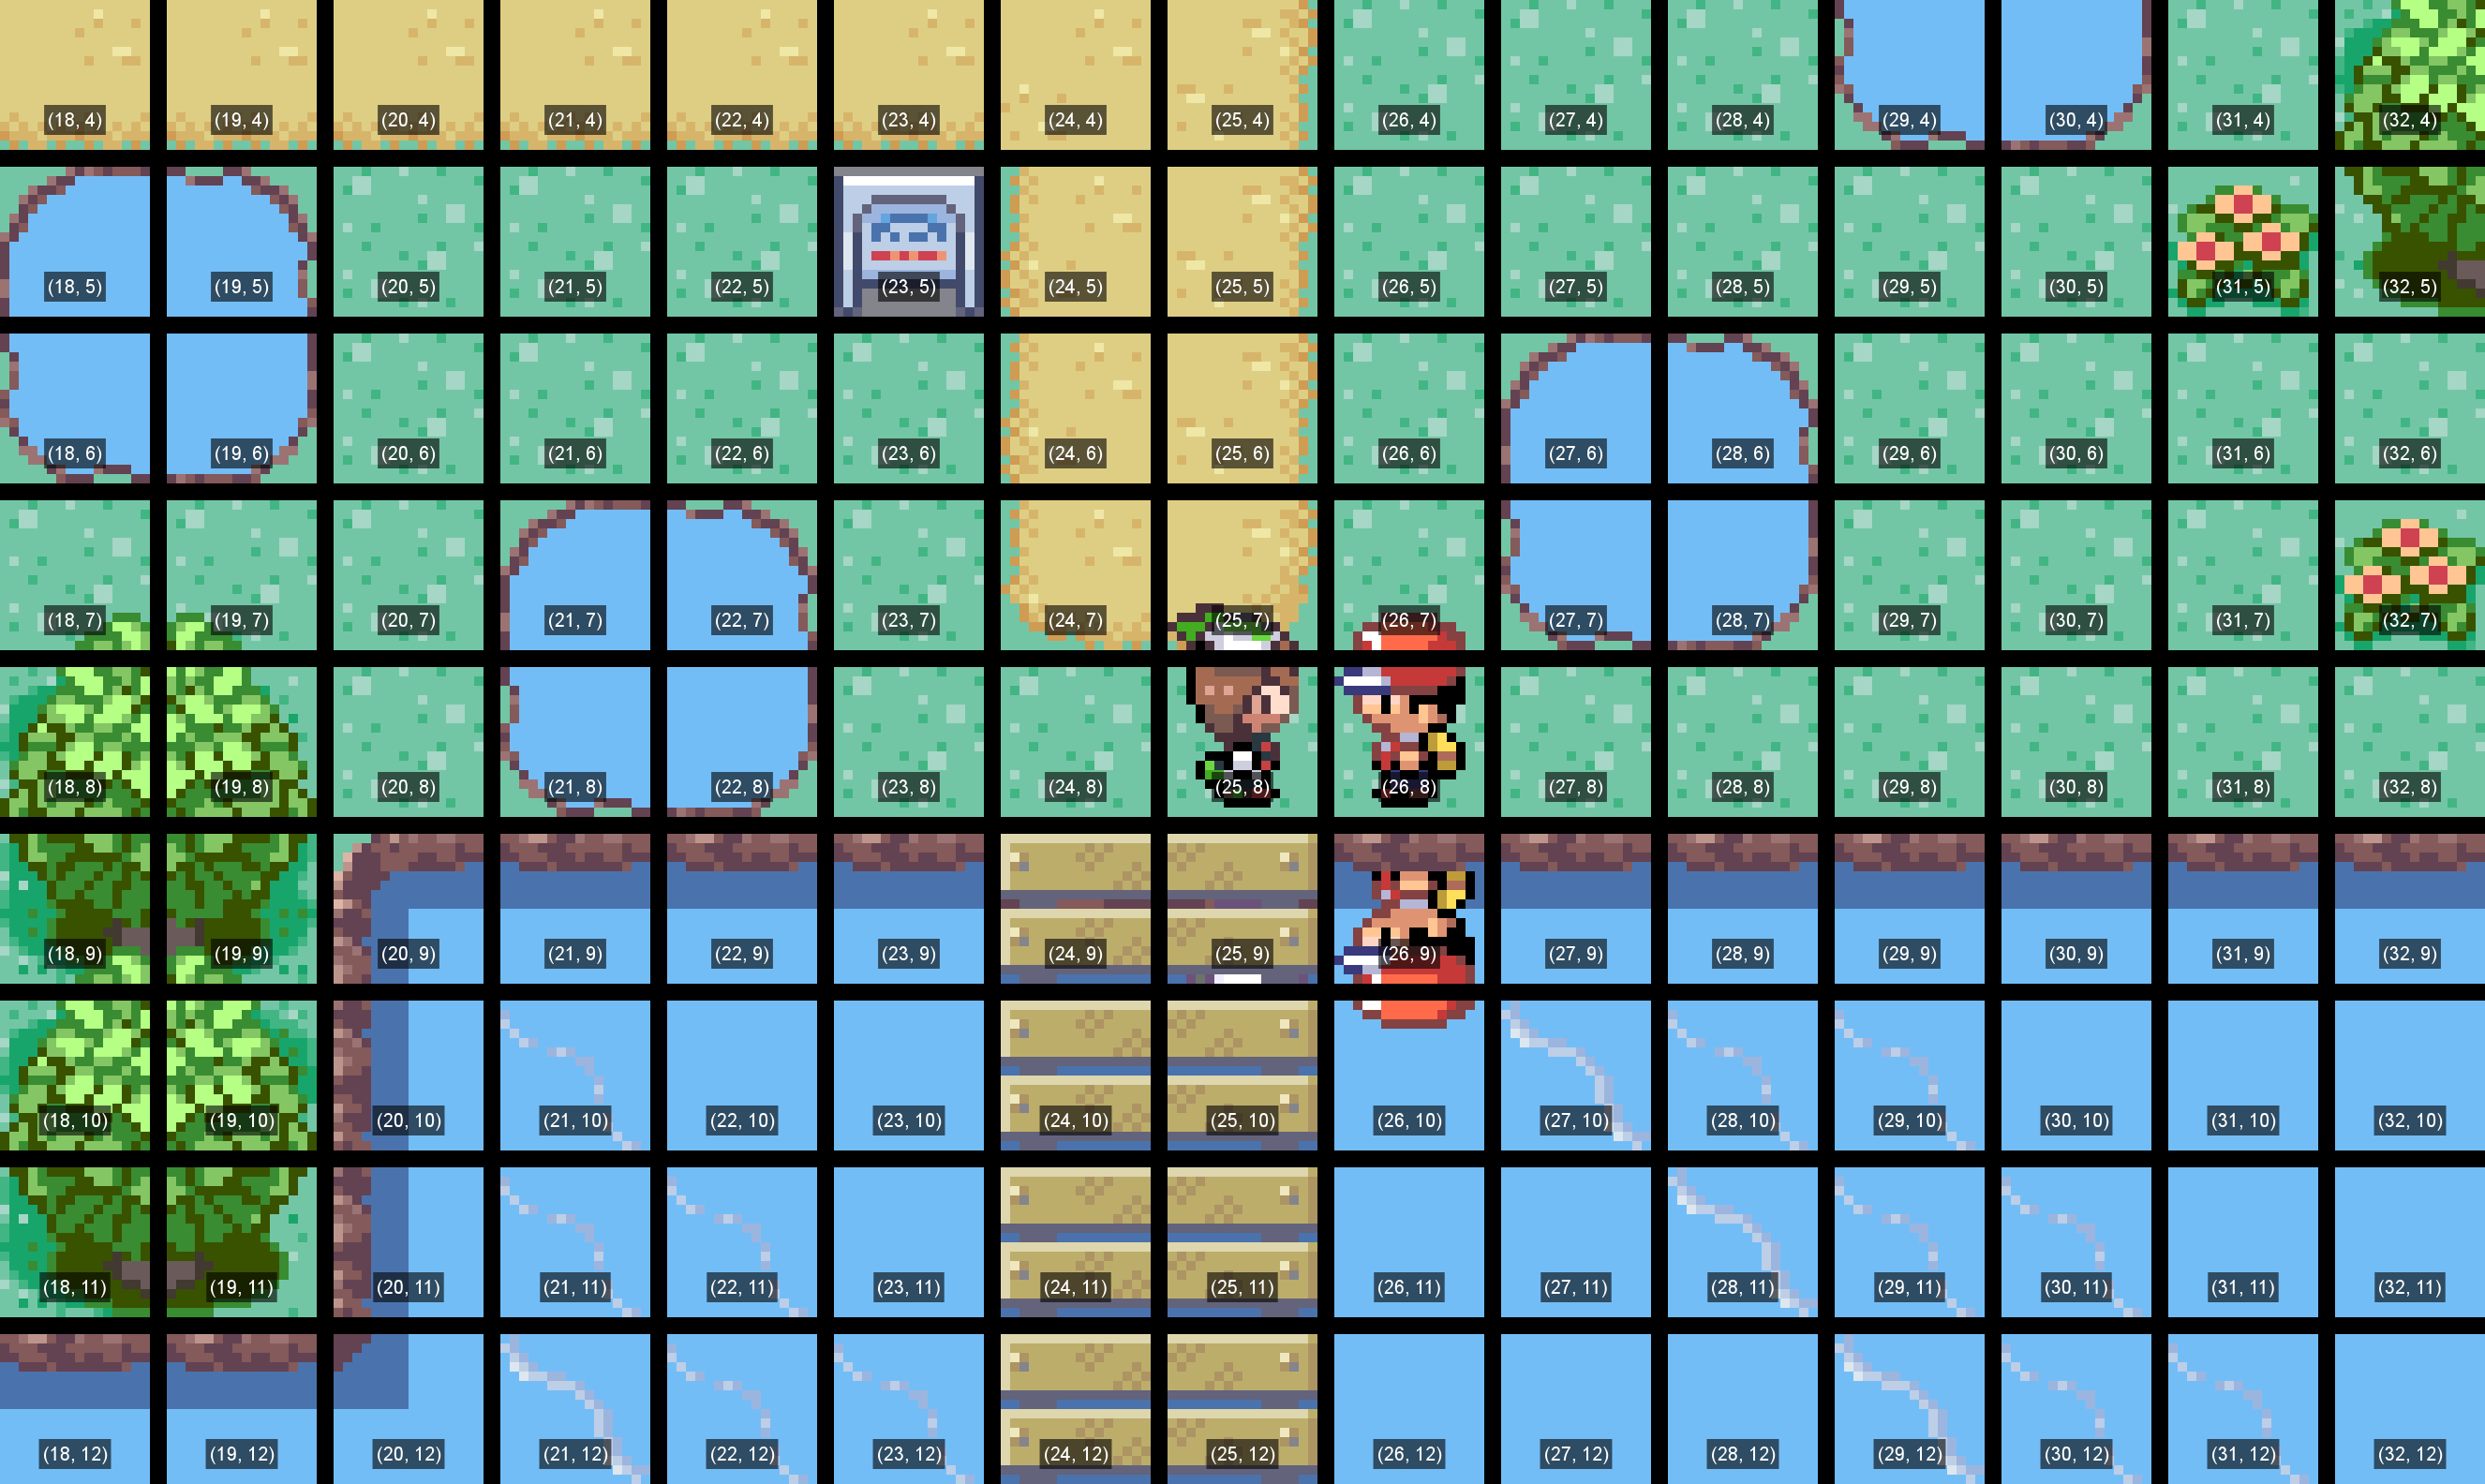 (18, 4) (19, 4) (20, 4) (21, 4) (22, 4) (23, 4) (24, 4) (25, 4) (26, 4) (27, 4) (28, 4) (29, 4) (30, 4) (31, 4) (32, 4)
(18, 5) (19, 5) (20, 5) (21, 5) (22, 5) (23, 5) (24, 5) (25, 5) (26, 5) (27, 5) (28, 5) (29, 5) (30, 5) (31, 5) (32, 5)
(18, 6) (19, 6) (20, 6) (21, 6) (22, 6) (23, 6) (24, 6) (25, 6) (26, 6) (27, 6) (28, 6) (29, 6) (30, 6) (31, 6) (32, 6)
(18, 7) (19, 7) (20, 7) (21, 7) (22, 7) (23, 7) (24, 7) (25, 7) (26, 7) (27, 7) (28, 7) (29, 7) (30, 7) (31, 7) (32, 7)
(18, 8) (19, 8) (20, 8) (21, 8) (22, 8) (23, 8) (24, 8) (25, 8) (26, 8) (27, 8) (28, 8) (29, 8) (30, 8) (31, 8) (32, 8)
(18, 9) (19, 9) (20, 9) (21, 9) (22, 9) (23, 9) (24, 9) (25, 9) (26, 9) (27, 9) (28, 9) (29, 9) (30, 9) (31, 9) (32, 9)
(18, 10) (19, 10) (20, 10) (21, 10) (22, 10) (23, 10) (24, 10) (25, 10) (26, 10) (27, 10) (28, 10) (29, 10) (30, 10) (31, 10) (32, 10)
(18, 11) (19, 11) (20, 11) (21, 11) (22, 11) (23, 11) (24, 11) (25, 11) (26, 11) (27, 11) (28, 11) (29, 11) (30, 11) (31, 11) (32, 11)
(18, 12) (19, 12) (20, 12) (21, 12) (22, 12) (23, 12) (24, 12) (25, 12) (26, 12) (27, 12) (28, 12) (29, 12) (30, 12) (31, 12) (32, 12)